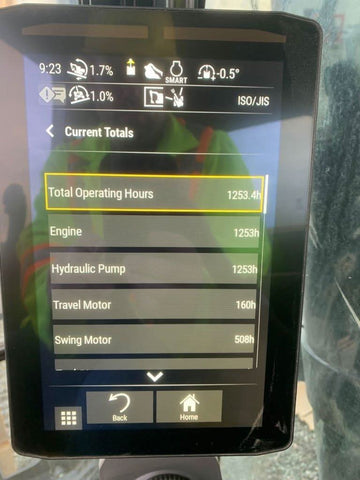 9:23 1.7% SMART -0.5°
1.0% ISO/JIS
Current Totals
Total Operating Hours 1253.4h
Engine 1253h
Hydraulic Pump 1253h
Travel Motor 160h
Swing Motor 508h
Back Home